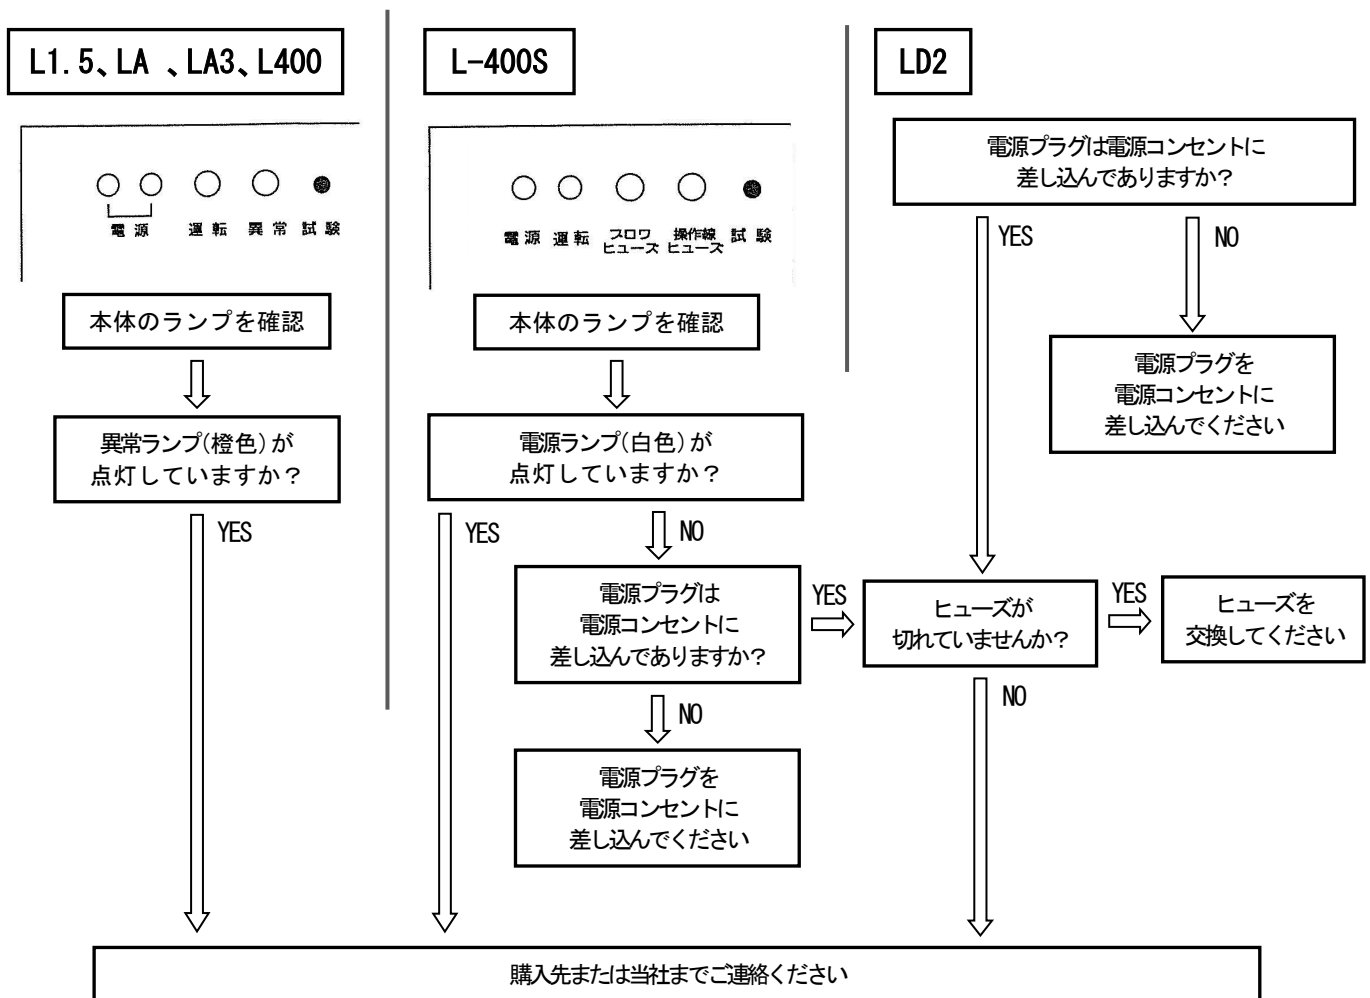 L1.5、LA 、LA3、L400
電源
運転
異常
試験
本体のランプを確認
異常ランプ(橙色)が
点灯していますか？
YES
L-400S
電源
運転
ブロワ
ヒューズ
操作線
ヒューズ
試験
本体のランプを確認
電源ランプ(白色)が
点灯していますか？
YES
NO
電源プラグは
電源コンセントに
差し込んでありますか？
YES
NO
電源プラグを
電源コンセントに
差し込んでください
LD2
電源プラグは電源コンセントに
差し込んでありますか？
YES
NO
電源プラグを
電源コンセントに
差し込んでください
ヒューズが
切れていませんか？
YES
ヒューズを
交換してください
NO
購入先または当社までご連絡ください